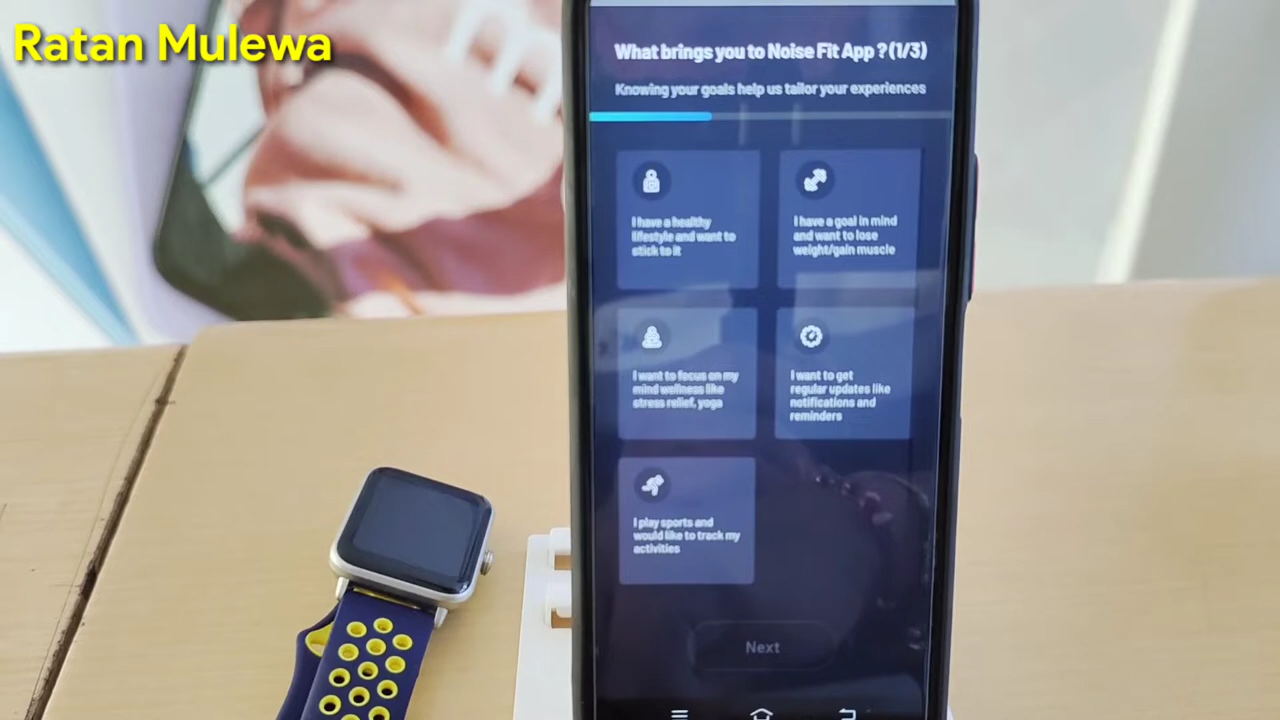 Ratan Mulewa
What brings you to Noise Fit App ? (1/3)
Knowing your goals help us tailor your experiences
I have a healthy
lifestyle and want to
stick to it
I have a goal in mind
and want to lose
weight/gain muscle
I want to focus on my
mind wellness like
stress relief, yoga
I want to get
regular updates like
notifications and
reminders
I play sports and
would like to track my
activities
Next